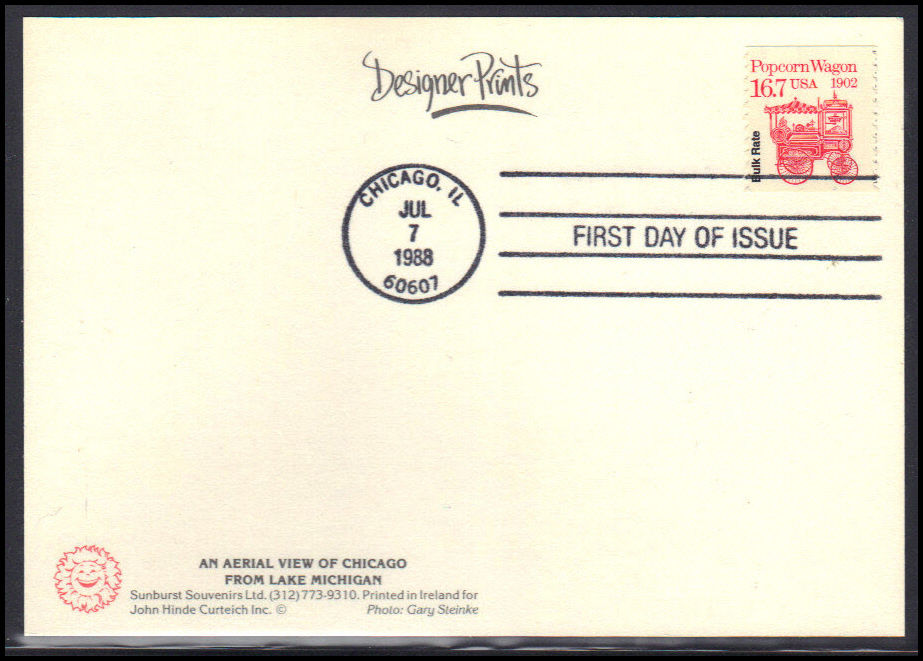 Designer Prints
Popcorn Wagon
16.7 USA 1902
Bulk Rate
CHICAGO, IL
JUL
7
1988
60607
FIRST DAY OF ISSUE
AN AERIAL VIEW OF CHICAGO
FROM LAKE MICHIGAN
Sunburst Souvenirs Ltd. (312) 773-9310. Printed in Ireland for
John Hinde Curteich Inc. © Photo: Gary Steinke